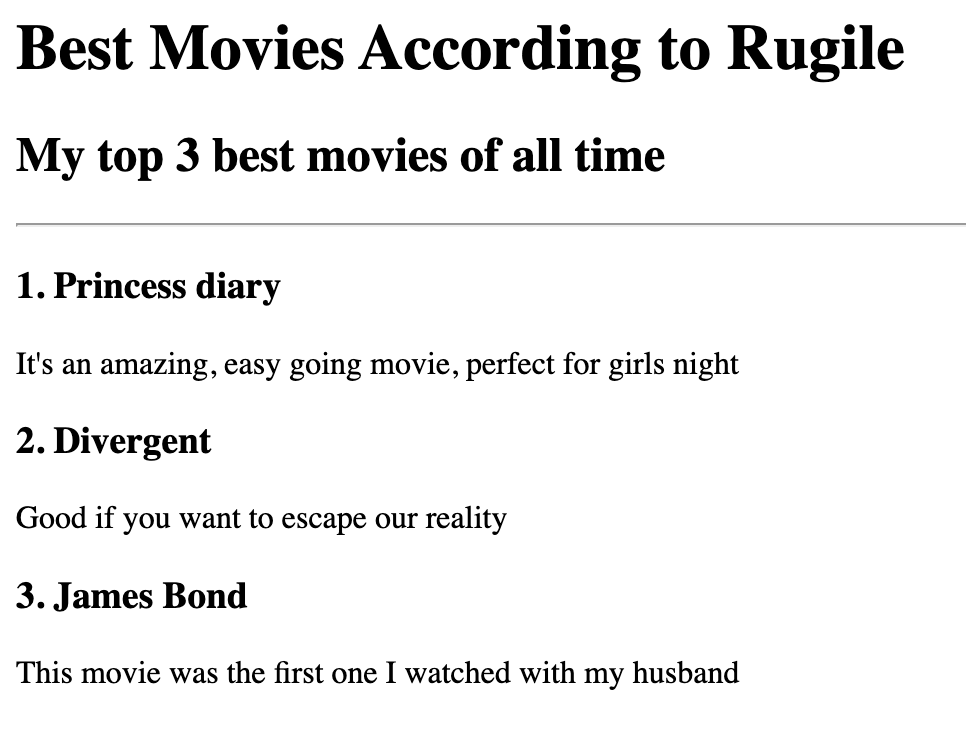 Best Movies According to Rugile
My top 3 best movies of all time
1. Princess diary
It's an amazing, easy going movie, perfect for girls night
2. Divergent
Good if you want to escape our reality
3. James Bond
This movie was the first one I watched with my husband